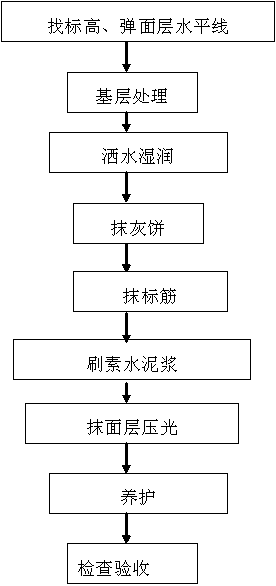 找标高、弹面层水平线
基层处理
洒水湿润
抹灰饼
抹标筋
刷素水泥浆
抹面层压光
养护
检查验收